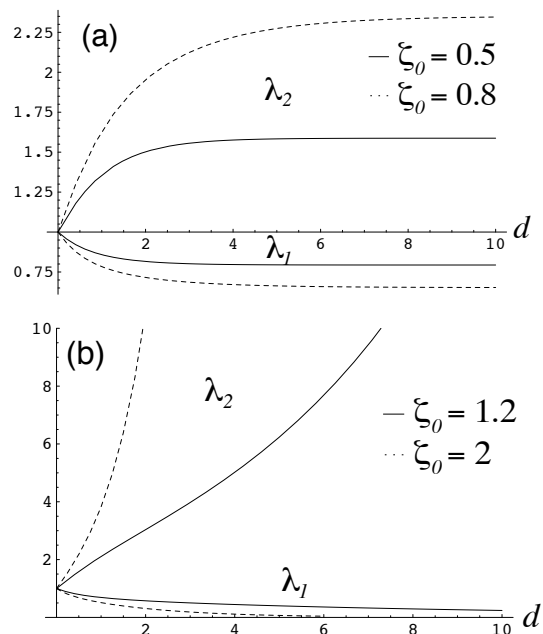 2.25
(a)
— ζ₀ = 0.5
2
λ₂
--- ζ₀ = 0.8
1.75
1.5
1.25
2 4 λ₁ 6 8 10 d
0.75
10
(b)
8
λ₂
— ζ₀ = 1.2
6
--- ζ₀ = 2
4
2
λ₁
2 4 6 8 10 d